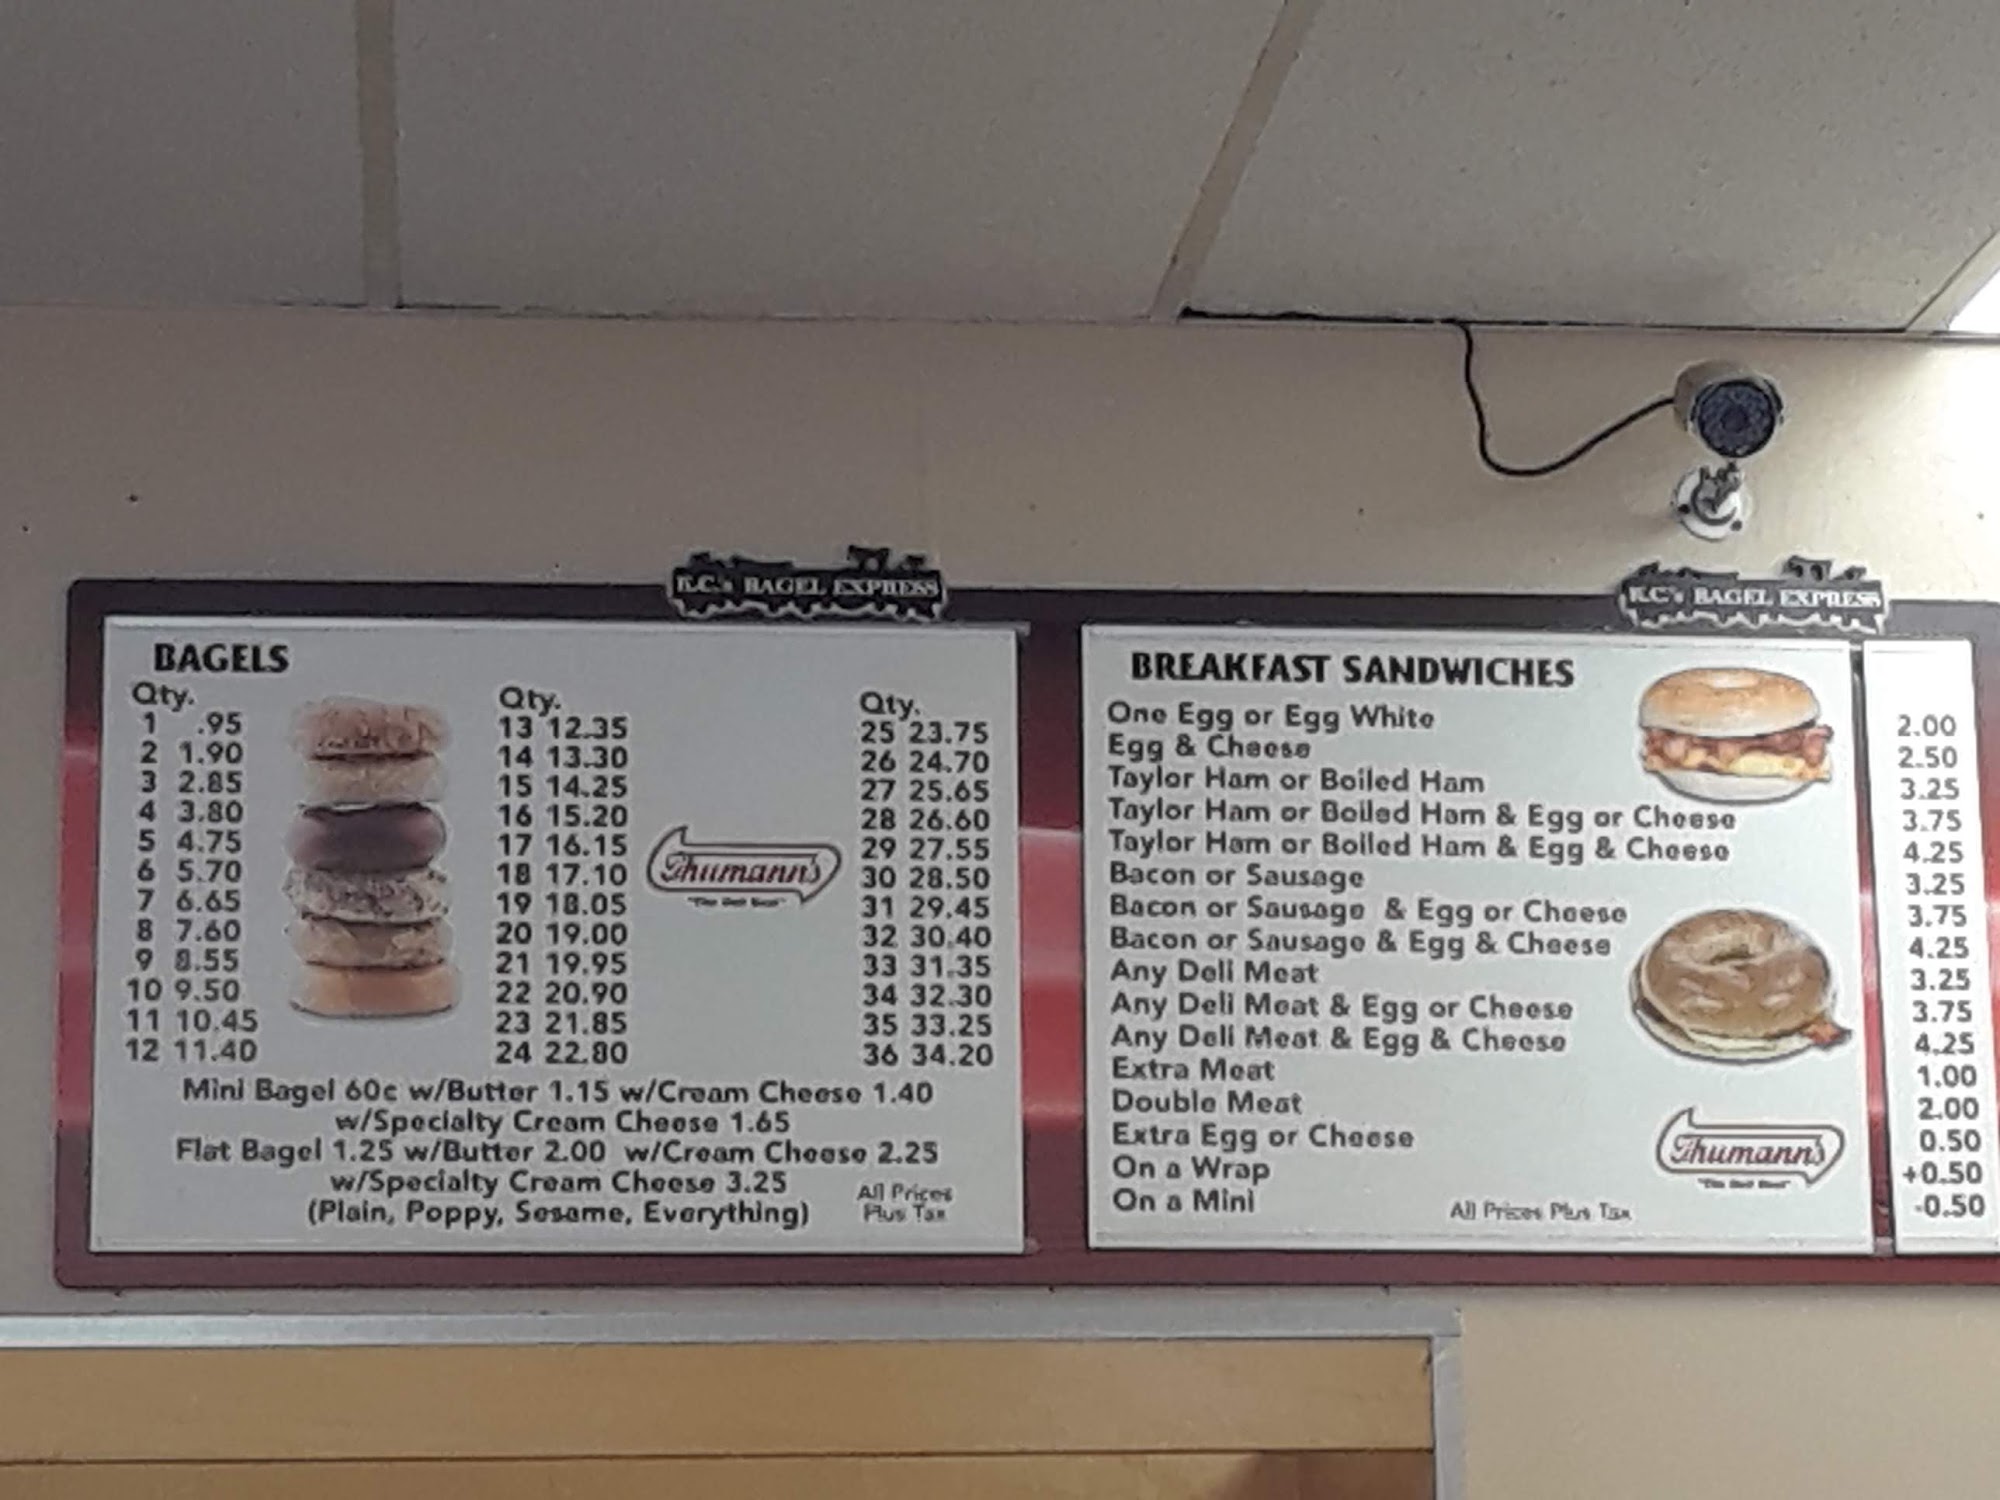 K.C.'s BAGEL EXPRESS
BAGELS
Qty.
1 .95
2 1.90
3 2.85
4 3.80
5 4.75
6 5.70
7 6.65
8 7.60
9 8.55
10 9.50
11 10.45
12 11.40
Qty.
13 12.35
14 13.30
15 14.25
16 15.20
17 16.15
18 17.10
19 18.05
20 19.00
21 19.95
22 20.90
23 21.85
24 22.80
Thumann's
"The Deli Best"
Qty.
25 23.75
26 24.70
27 25.65
28 26.60
29 27.55
30 28.50
31 29.45
32 30.40
33 31.35
34 32.30
35 33.25
36 34.20
Mini Bagel 60c w/Butter 1.15 w/Cream Cheese 1.40
w/Specialty Cream Cheese 1.65
Flat Bagel 1.25 w/Butter 2.00 w/Cream Cheese 2.25
w/Specialty Cream Cheese 3.25
(Plain, Poppy, Sesame, Everything)
All Prices
Plus Tax
K.C's BAGEL EXPRESS
BREAKFAST SANDWICHES
One Egg or Egg White 2.00
Egg & Cheese 2.50
Taylor Ham or Boiled Ham 3.25
Taylor Ham or Boiled Ham & Egg or Cheese 3.75
Taylor Ham or Boiled Ham & Egg & Cheese 4.25
Bacon or Sausage 3.25
Bacon or Sausage & Egg or Cheese 3.75
Bacon or Sausage & Egg & Cheese 4.25
Any Deli Meat 3.25
Any Deli Meat & Egg or Cheese 3.75
Any Deli Meat & Egg & Cheese 4.25
Extra Meat 1.00
Double Meat 2.00
Extra Egg or Cheese 0.50
On a Wrap +0.50
On a Mini -0.50
Thumann's
"The Deli Best"
All Prices Plus Tax